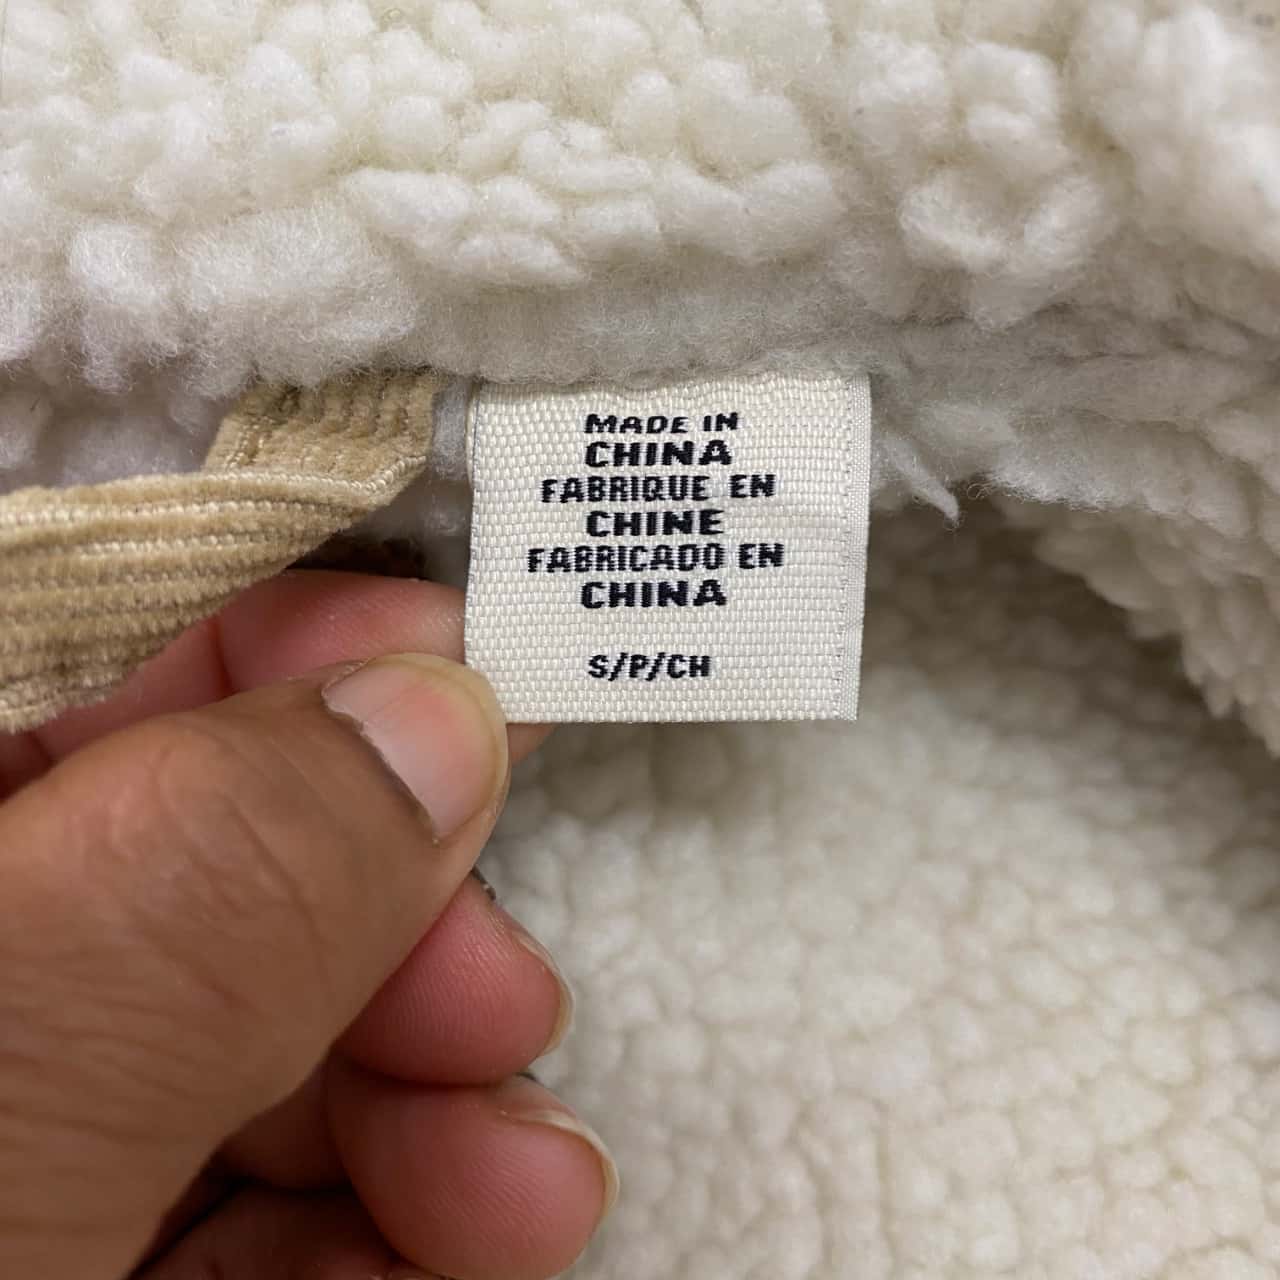 MADE IN
CHINA
FABRIQUE EN
CHINE
FABRICADO EN
CHINA
S/P/CH